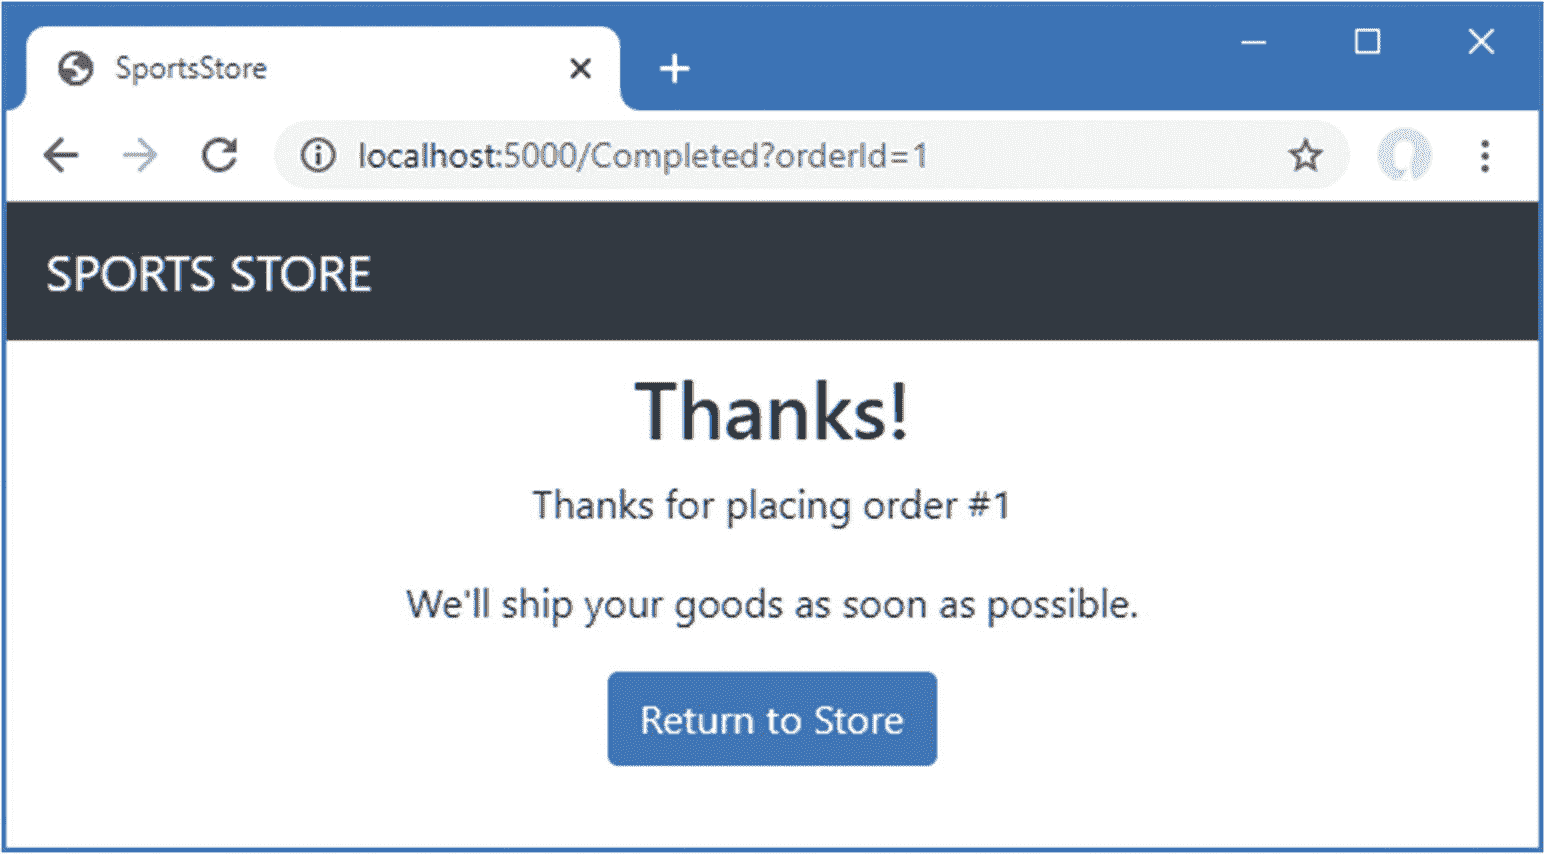 SportsStore
localhost:5000/Completed?orderId=1
SPORTS STORE
Thanks!
Thanks for placing order #1
We'll ship your goods as soon as possible.
Return to Store